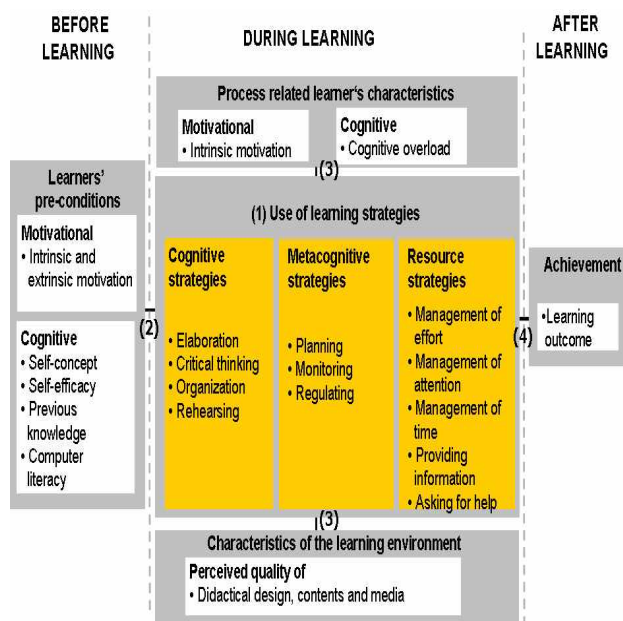 BEFORE
LEARNING
DURING LEARNING
AFTER
LEARNING
Process related learner's characteristics
Motivational
• Intrinsic motivation
Cognitive
• Cognitive overload
(3)
Learners'
pre-conditions
Motivational
• Intrinsic and
extrinsic motivation
Cognitive
• Self-concept
• Self-efficacy
• Previous
knowledge
• Computer
literacy
(2)
(1) Use of learning strategies
Cognitive
strategies
• Elaboration
• Critical thinking
• Organization
• Rehearsing
Metacognitive
strategies
• Planning
• Monitoring
• Regulating
Resource
strategies
• Management of
effort
• Management of
attention
• Management of
time
• Providing
information
• Asking for help
(4)
Achievement
•Learning
outcome
(3)
Characteristics of the learning environment
Perceived quality of
• Didactical design, contents and media